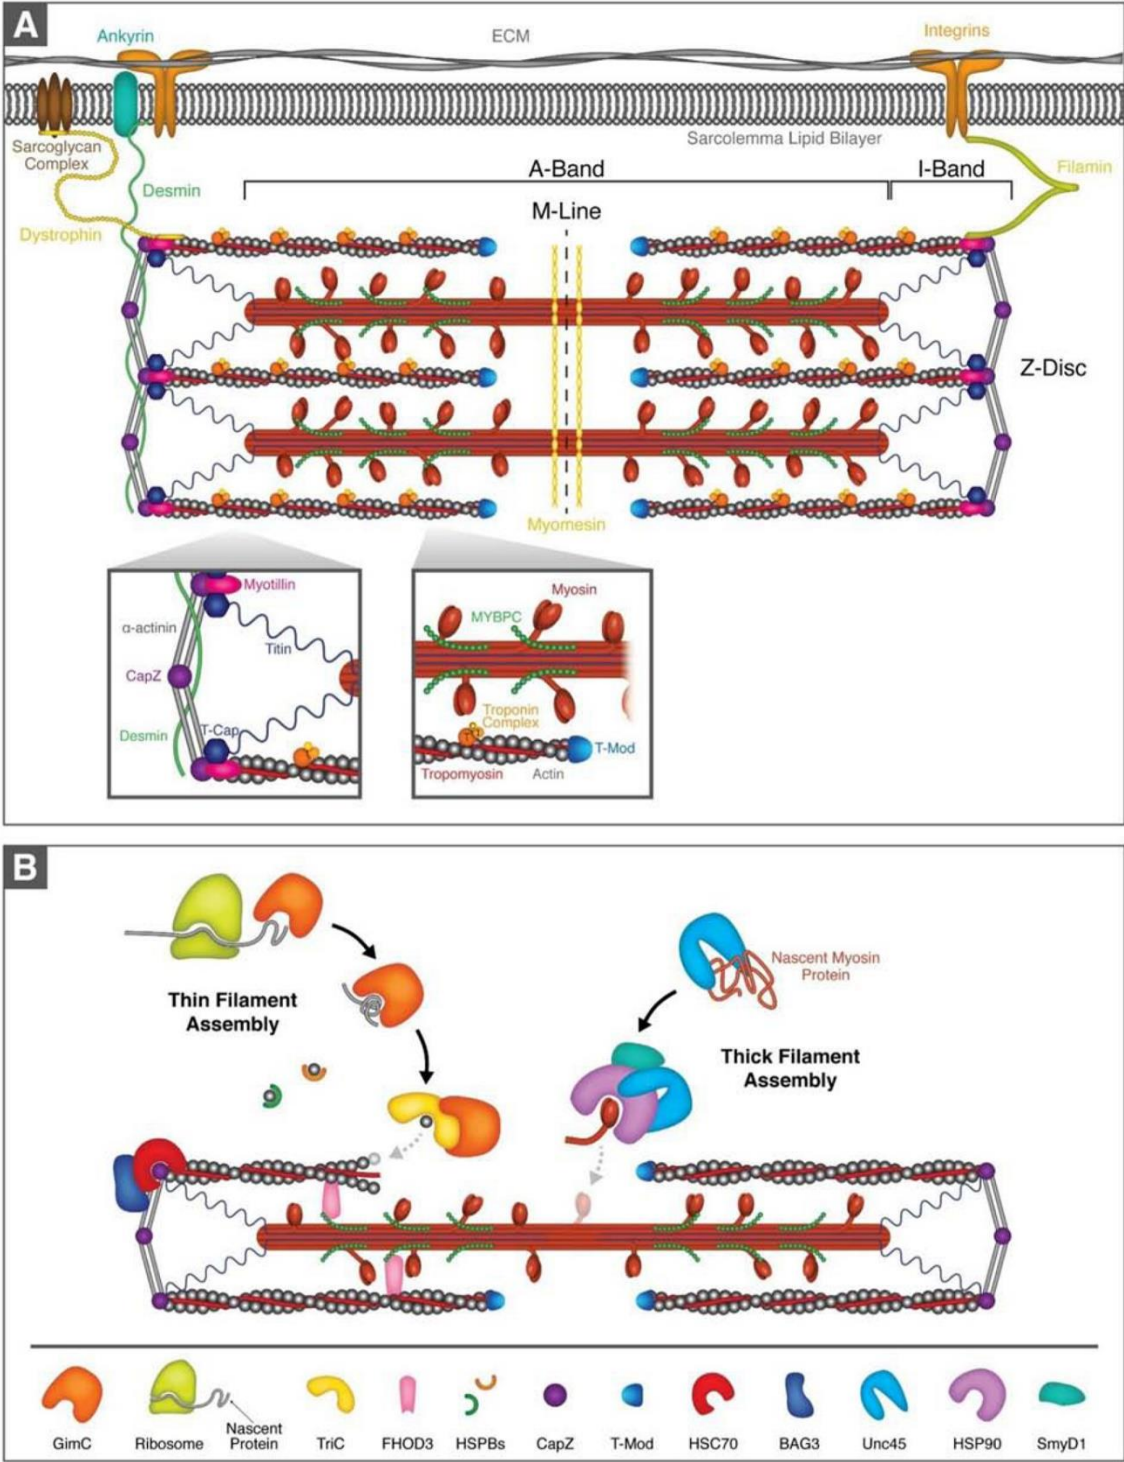 A
Ankyrin
ECM
Integrins
Sarcolemma Lipid Bilayer
Sarcoglycan
Complex
Desmin
A-Band
I-Band
Filamin
M-Line
Dystrophin
Z-Disc
Myomesin
Myotillin
α-actinin
Titin
CapZ
Desmin
T-Cap
Myosin
MYBPC
Troponin
Complex
T-Mod
Tropomyosin
Actin
B
Nascent Myosin
Protein
Thin Filament
Assembly
Thick Filament
Assembly
GimC
Ribosome
Nascent
Protein
TriC
FHOD3
HSPBs
CapZ
T-Mod
HSC70
BAG3
Unc45
HSP90
SmyD1